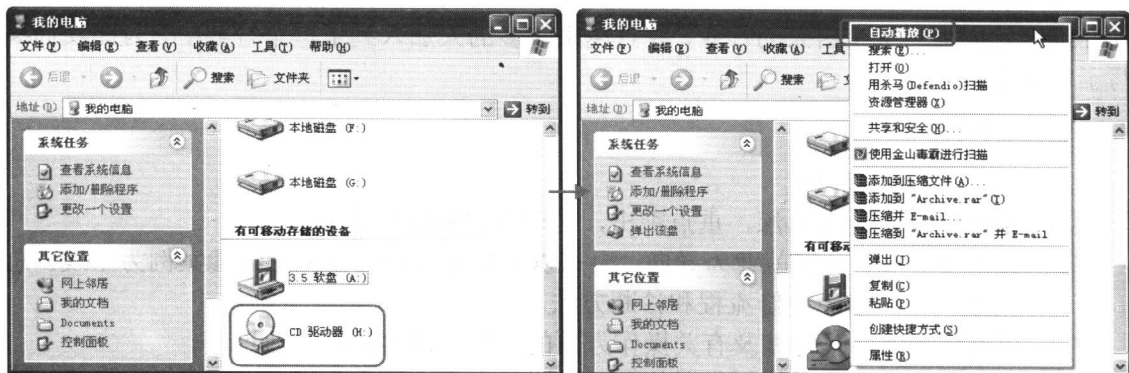 我的电脑
文件(F) 编辑(E) 查看(V) 收藏(A) 工具(T) 帮助(H)
后退 搜索 文件夹
地址(D) 我的电脑 转到
系统任务
查看系统信息
添加/删除程序
更改一个设置
其它位置
网上邻居
我的文档
Documents
控制面板
本地磁盘 (F:)
本地磁盘 (G:)
有可移动存储的设备
3.5 软盘 (A:)
CD 驱动器 (H:)
我的电脑
文件(F) 编辑(E) 查看(V) 收藏(A) 工具
后退 搜索
地址(D) 我的电脑 转到
系统任务
查看系统信息
添加/删除程序
更改一个设置
弹出该盘
其它位置
网上邻居
我的文档
Documents
控制面板
有可移
自动播放(P)
搜索(E)...
打开(O)
用杀马(Defendio)扫描
资源管理器(X)
共享和安全(H)...
使用金山毒霸进行扫描
添加到压缩文件(A)...
添加到 "Archive.rar"(T)
压缩并 E-mail...
压缩到 "Archive.rar" 并 E-mail
弹出(J)
复制(C)
粘贴(P)
创建快捷方式(S)
属性(R)